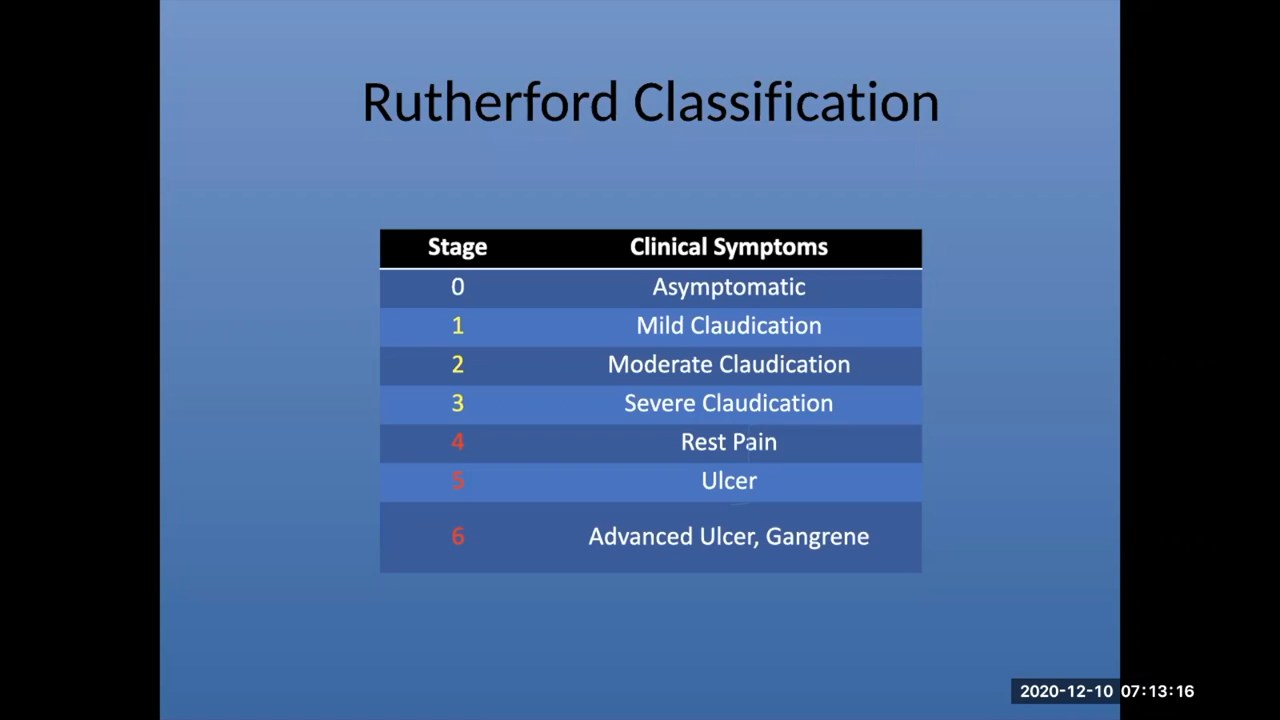 Rutherford Classification
Stage Clinical Symptoms
0 Asymptomatic
1 Mild Claudication
2 Moderate Claudication
3 Severe Claudication
4 Rest Pain
5 Ulcer
6 Advanced Ulcer, Gangrene
2020-12-10 07:13:16